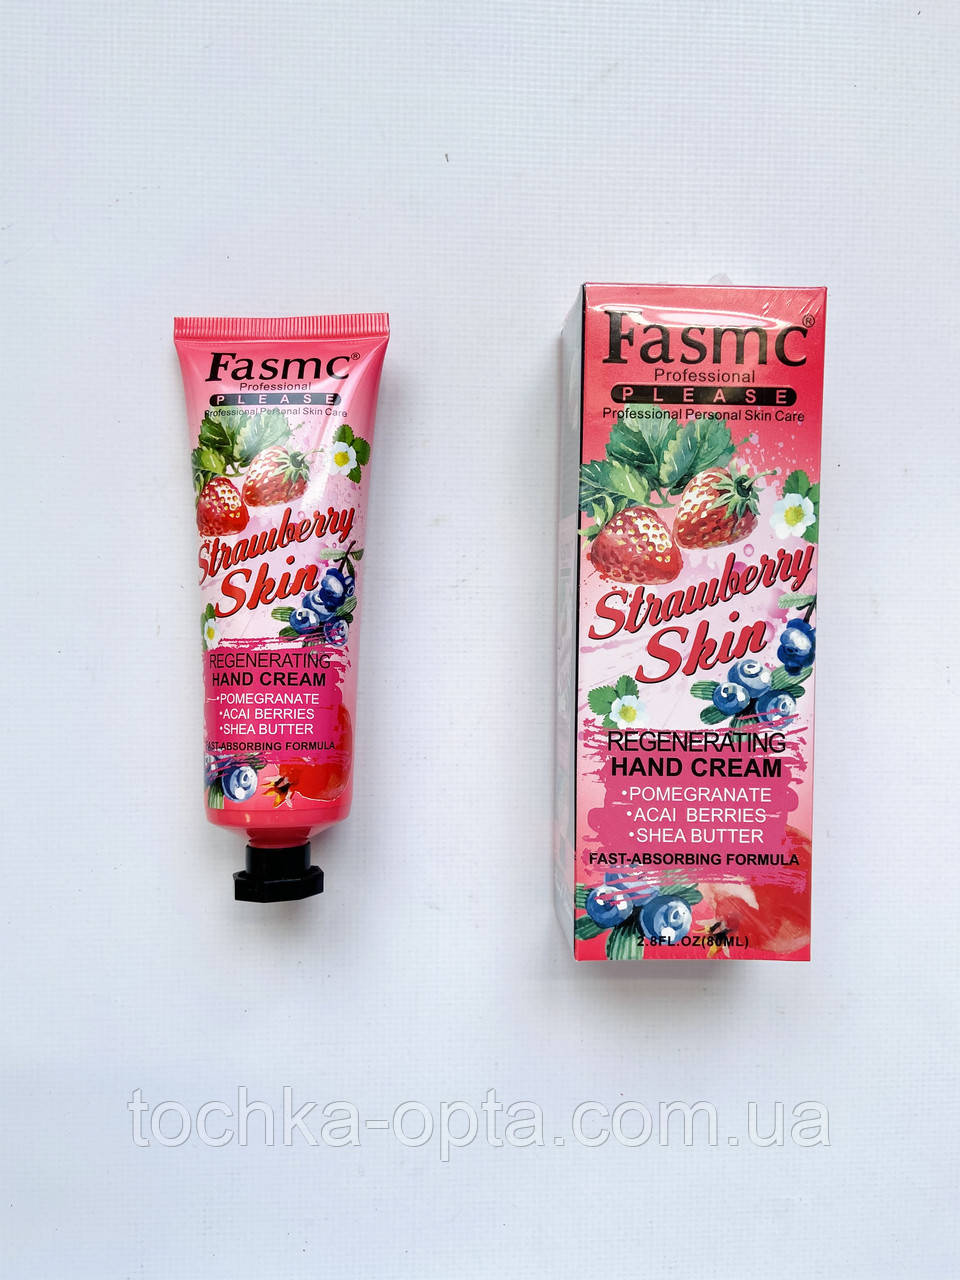 Fasmc®
Professional
PLEASE
Professional Personal Skin Care
Strawberry
Skin
REGENERATING
HAND CREAM
•POMEGRANATE
•ACAI BERRIES
•SHEA BUTTER
FAST-ABSORBING FORMULA
Fasmc®
Professional
PLEASE
Professional Personal Skin Care
Strawberry
Skin
REGENERATING
HAND CREAM
•POMEGRANATE
•ACAI BERRIES
•SHEA BUTTER
FAST-ABSORBING FORMULA
2.8FL.OZ(80ML)
tochka-opta.com.ua